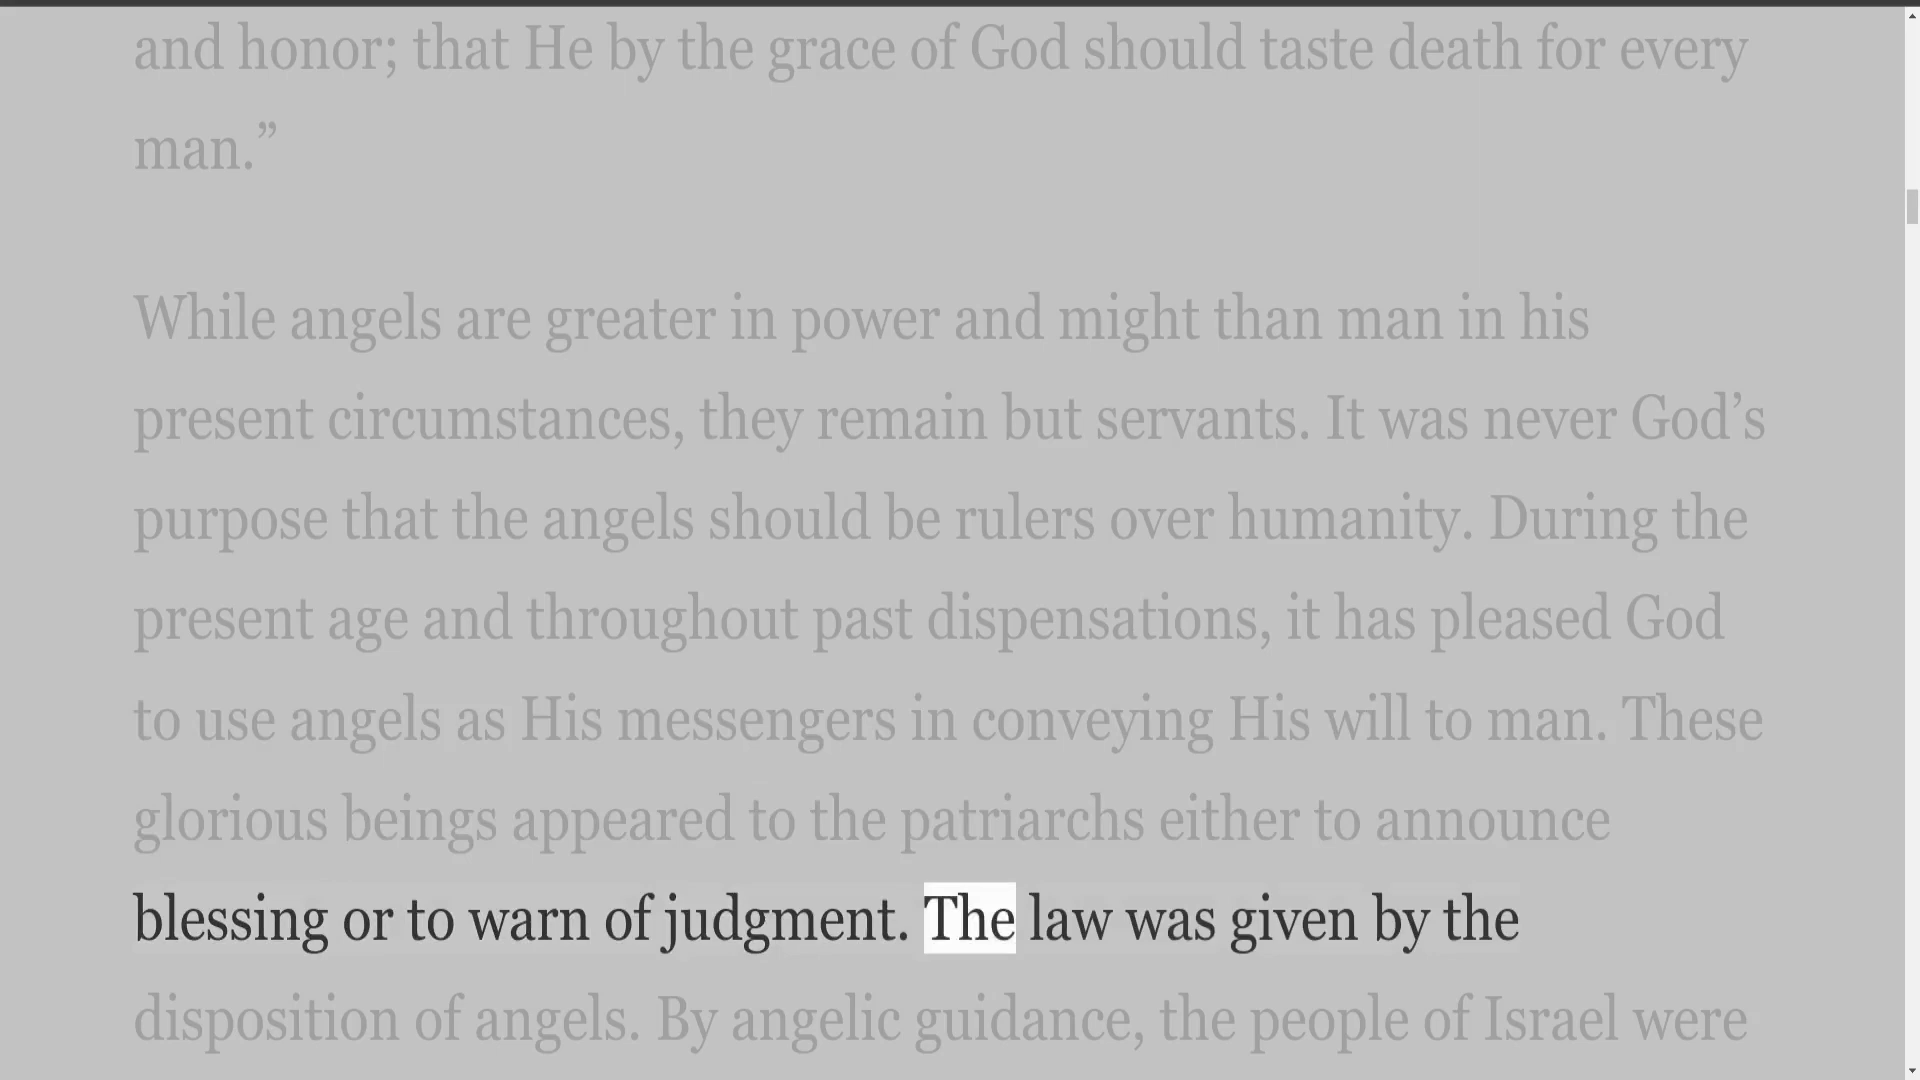 and honor; that He by the grace of God should taste death for every
man.”
While angels are greater in power and might than man in his
present circumstances, they remain but servants. It was never God’s
purpose that the angels should be rulers over humanity. During the
present age and throughout past dispensations, it has pleased God
to use angels as His messengers in conveying His will to man. These
glorious beings appeared to the patriarchs either to announce
blessing or to warn of judgment. The law was given by the
disposition of angels. By angelic guidance, the people of Israel were